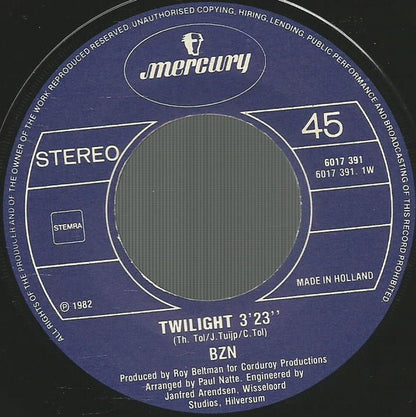 ALL RIGHTS OF THE PRODUCER AND OF THE OWNER OF THE WORK REPRODUCED RESERVED. UNAUTHORISED COPYING, HIRING, LENDING, PUBLIC PERFORMANCE AND BROADCASTING OF THIS RECORD PROHIBITED
mercury
STEREO
45
6017 391
6017 391. 1W
STEMRA
MADE IN HOLLAND
℗ 1982
TWILIGHT 3'23''
(Th. Tol/J.Tuijp/C.Tol)
BZN
Produced by Roy Beltman for Corduroy Productions
Arranged by Paul Natte. Engineered by
Janfred Arendsen. Wisseloord
Studios, Hilversum